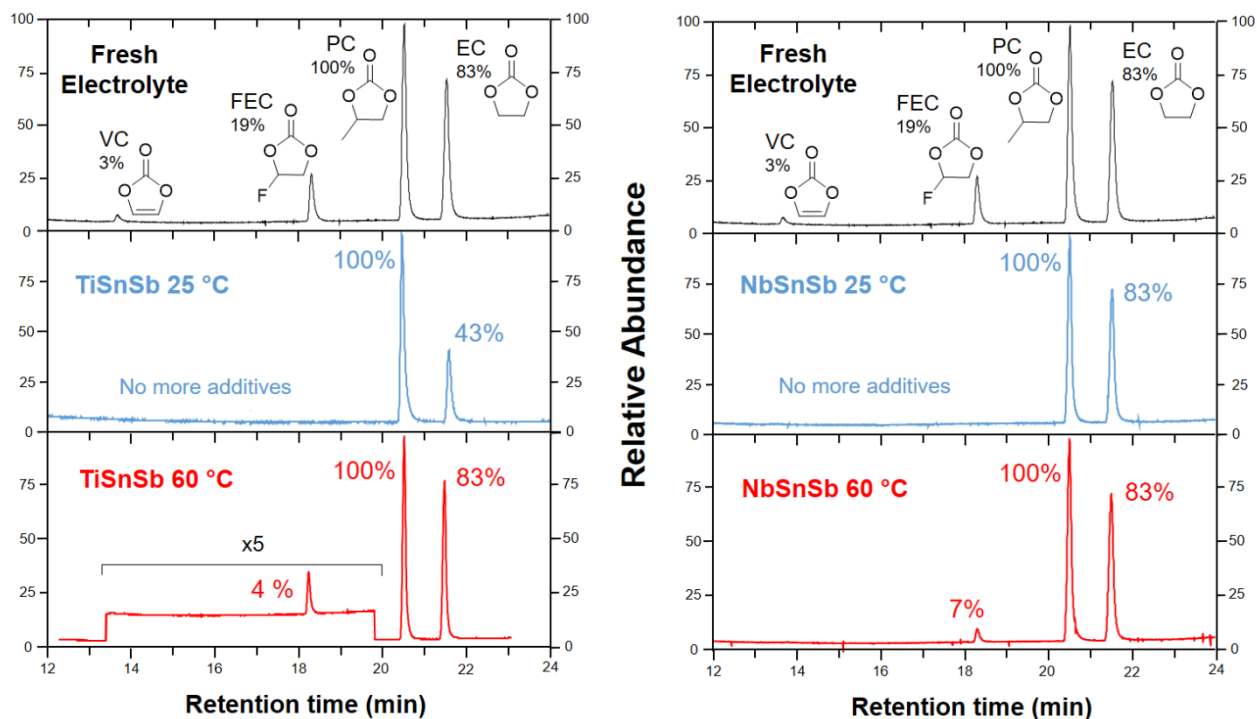 Fresh
Electrolyte
VC
3%
O
O
O
FEC
19%
O
O
O
F
PC
100%
O
O
O
EC
83%
O
O
O
100
75
50
25
0
100
75
50
25
0
TiSnSb 25 °C
No more additives
100%
43%
75
50
25
75
50
25
0
TiSnSb 60 °C
x5
4 %
100%
83%
75
50
25
0
75
50
25
0
12
14
16
18
20
22
24
Retention time (min)
Relative Abundance
Fresh
Electrolyte
VC
3%
O
O
O
FEC
19%
O
O
O
F
PC
100%
O
O
O
EC
83%
O
O
O
100
75
50
25
0
100
75
50
25
0
NbSnSb 25 °C
No more additives
100%
83%
75
50
25
0
75
50
25
0
NbSnSb 60 °C
7%
100%
83%
75
50
25
0
75
50
25
0
12
14
16
18
20
22
24
Retention time (min)